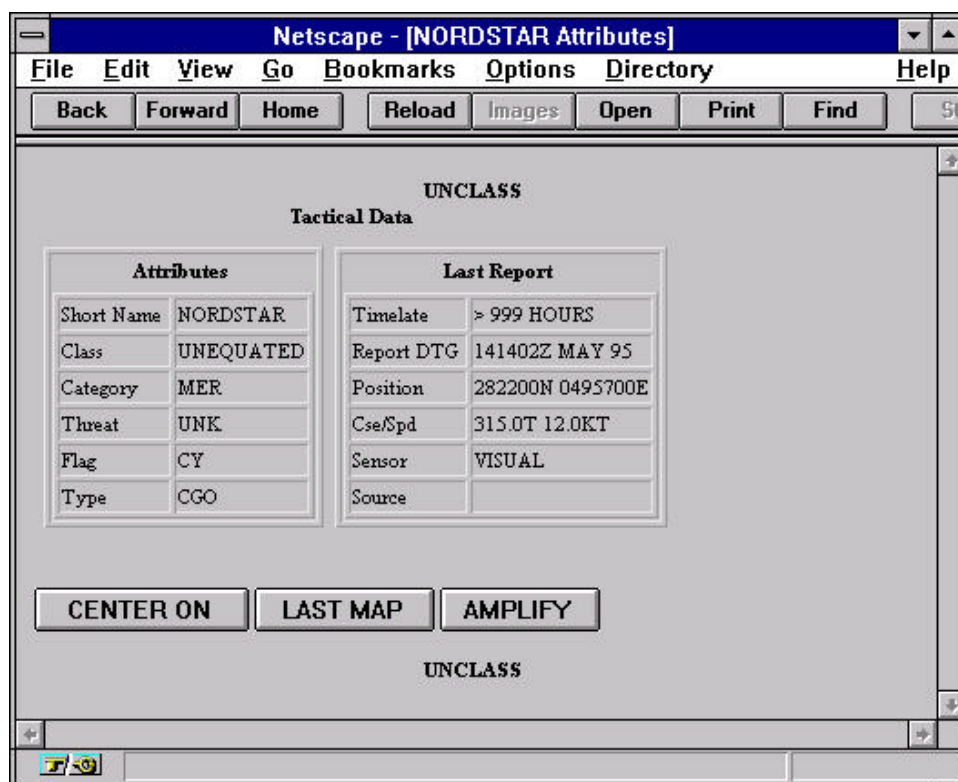 Netscape - [NORDSTAR Attributes]
File Edit View Go Bookmarks Options Directory Help
Back Forward Home Reload Images Open Print Find
UNCLASS
Tactical Data
Attributes
Short Name NORDSTAR
Class UNEQUATED
Category MER
Threat UNK
Flag CY
Type CGO
Last Report
Timelate > 999 HOURS
Report DTG 141402Z MAY 95
Position 282200N 0495700E
Cse/Spd 315.0T 12.0KT
Sensor VISUAL
Source
CENTER ON LAST MAP AMPLIFY
UNCLASS